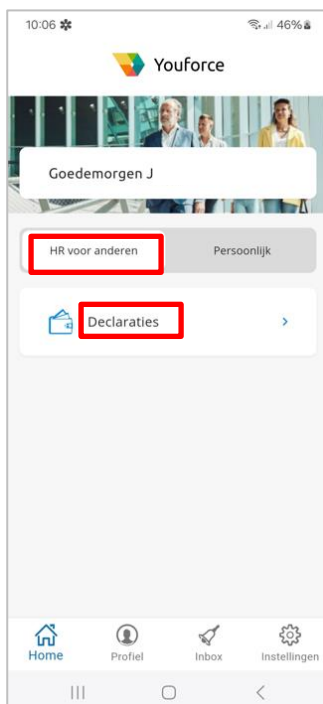 10:06 46%
Youforce
Goedemorgen J
HR voor anderen Persoonlijk
Declaraties
Home Profiel Inbox Instellingen